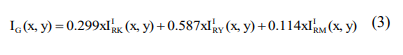 I_G(x, y) = 0.299xI^1_RK(x, y) + 0.587xI^1_RY(x, y) + 0.114xI^1_RM(x, y) (3)